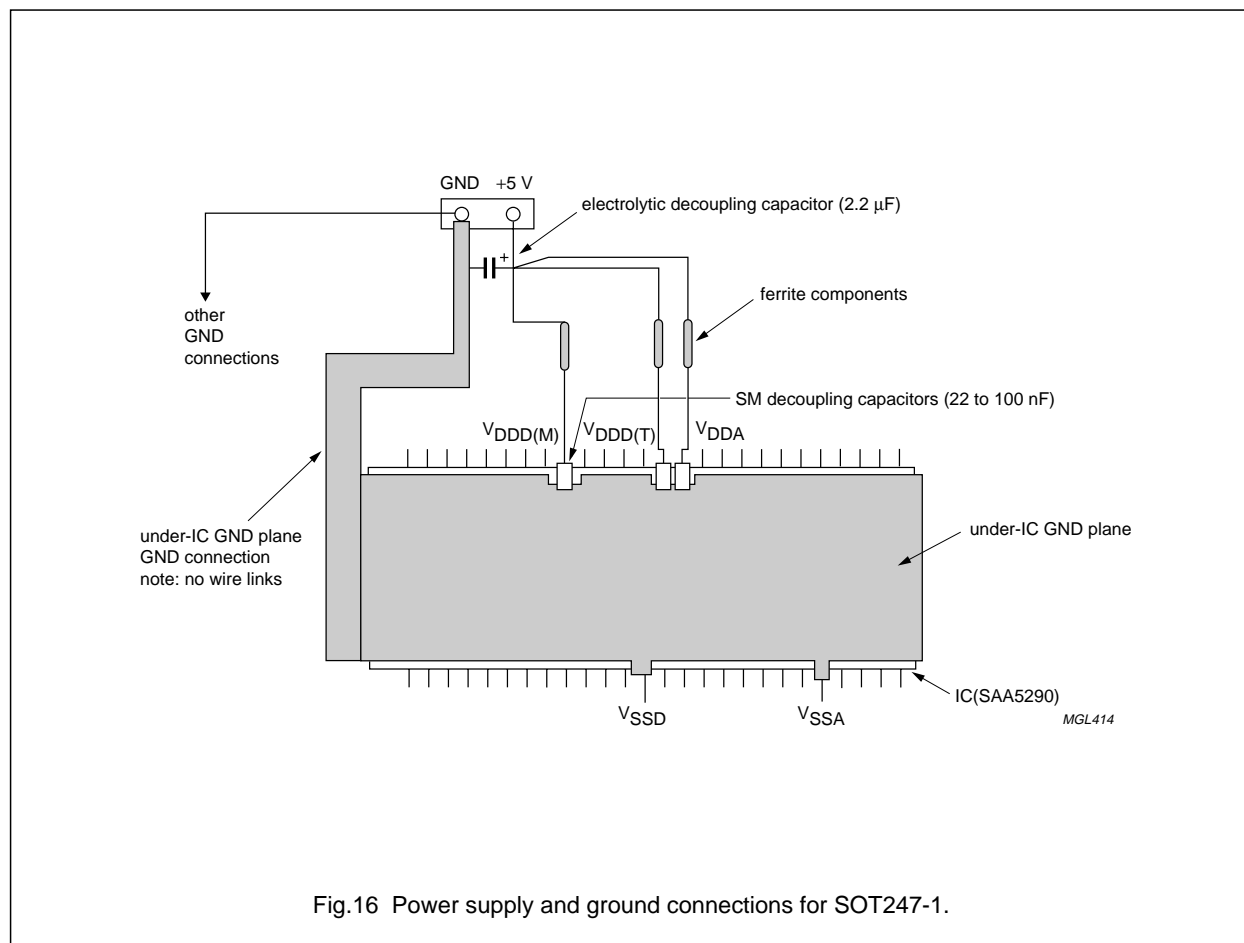 GND +5 V
electrolytic decoupling capacitor (2.2 μF)
+
other
GND
connections
ferrite components
SM decoupling capacitors (22 to 100 nF)
VDDD(M) VDDD(T) VDDA
under-IC GND plane
GND connection
note: no wire links
under-IC GND plane
IC(SAA5290)
VSSD VSSA
MGL414
Fig.16 Power supply and ground connections for SOT247-1.